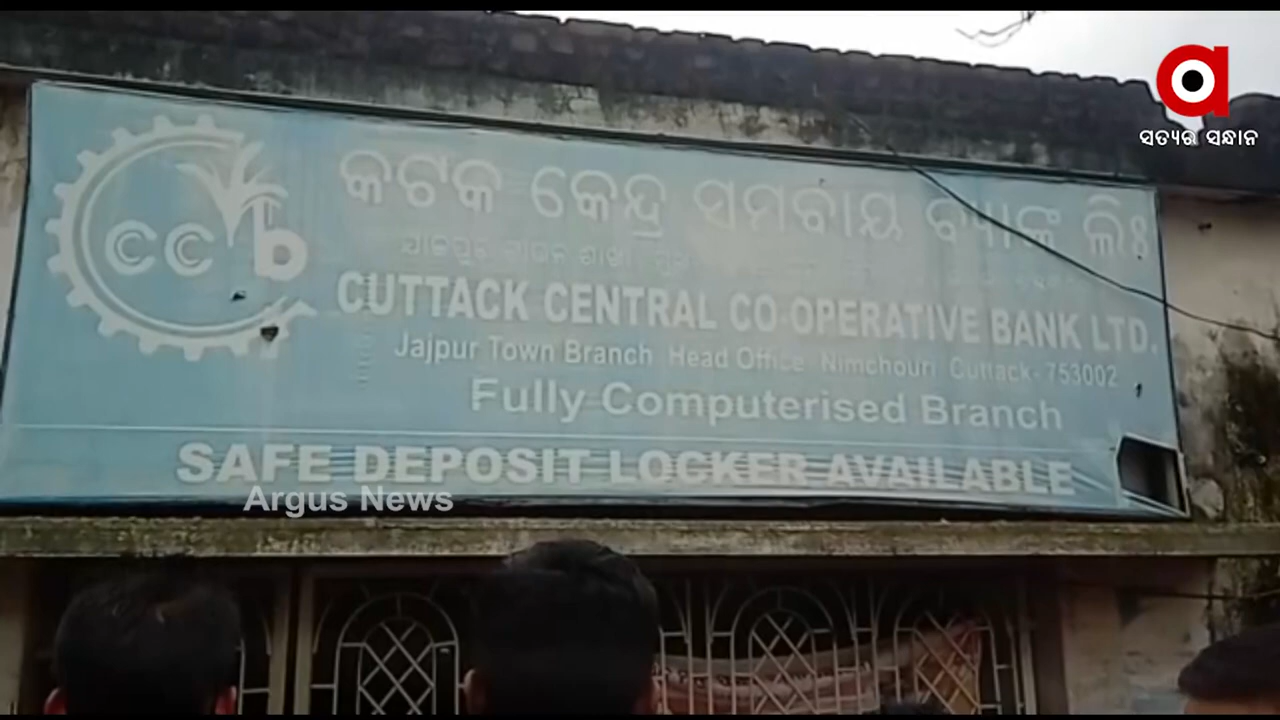 ସତ୍ୟର ସନ୍ଧାନ
କଟକ କେନ୍ଦ୍ର ସମବାୟ ବ୍ୟାଙ୍କ ଲିଃ
ccb
CUTTACK CENTRAL CO-OPERATIVE BANK LTD.
Jajpur Town Branch Head Office Nimchouri Cuttack- 753002
Fully Computerised Branch
SAFE DEPOSIT LOCKER AVAILABLE
Argus News